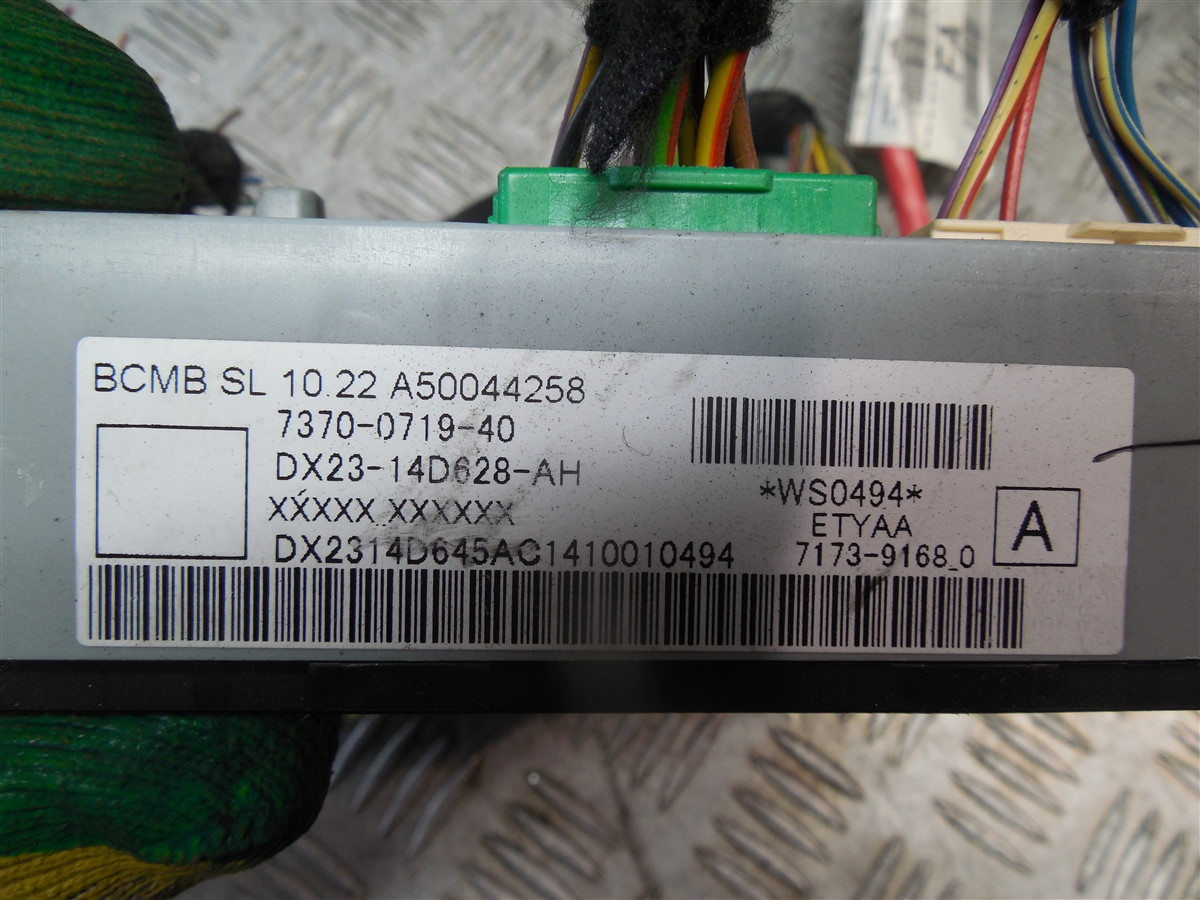 BCMB SL 10.22 A50044258
7370-0719-40
DX23-14D628-AH
XXXXX XXXXXX
DX2314D645AC1410010494
*WS0494*
ETYAA
7173-9168_0
A